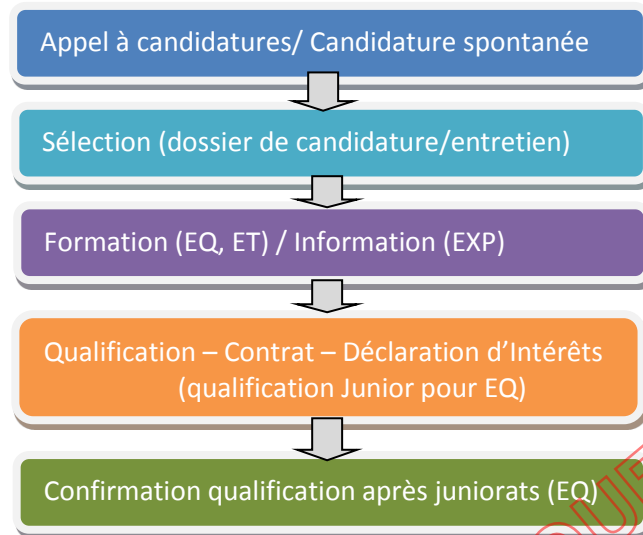 Appel à candidatures/ Candidature spontanée
Sélection (dossier de candidature/entretien)
Formation (EQ, ET) / Information (EXP)
Qualification – Contrat – Déclaration d’Intérêts
(qualification Junior pour EQ)
Confirmation qualification après juniorats (EQ)